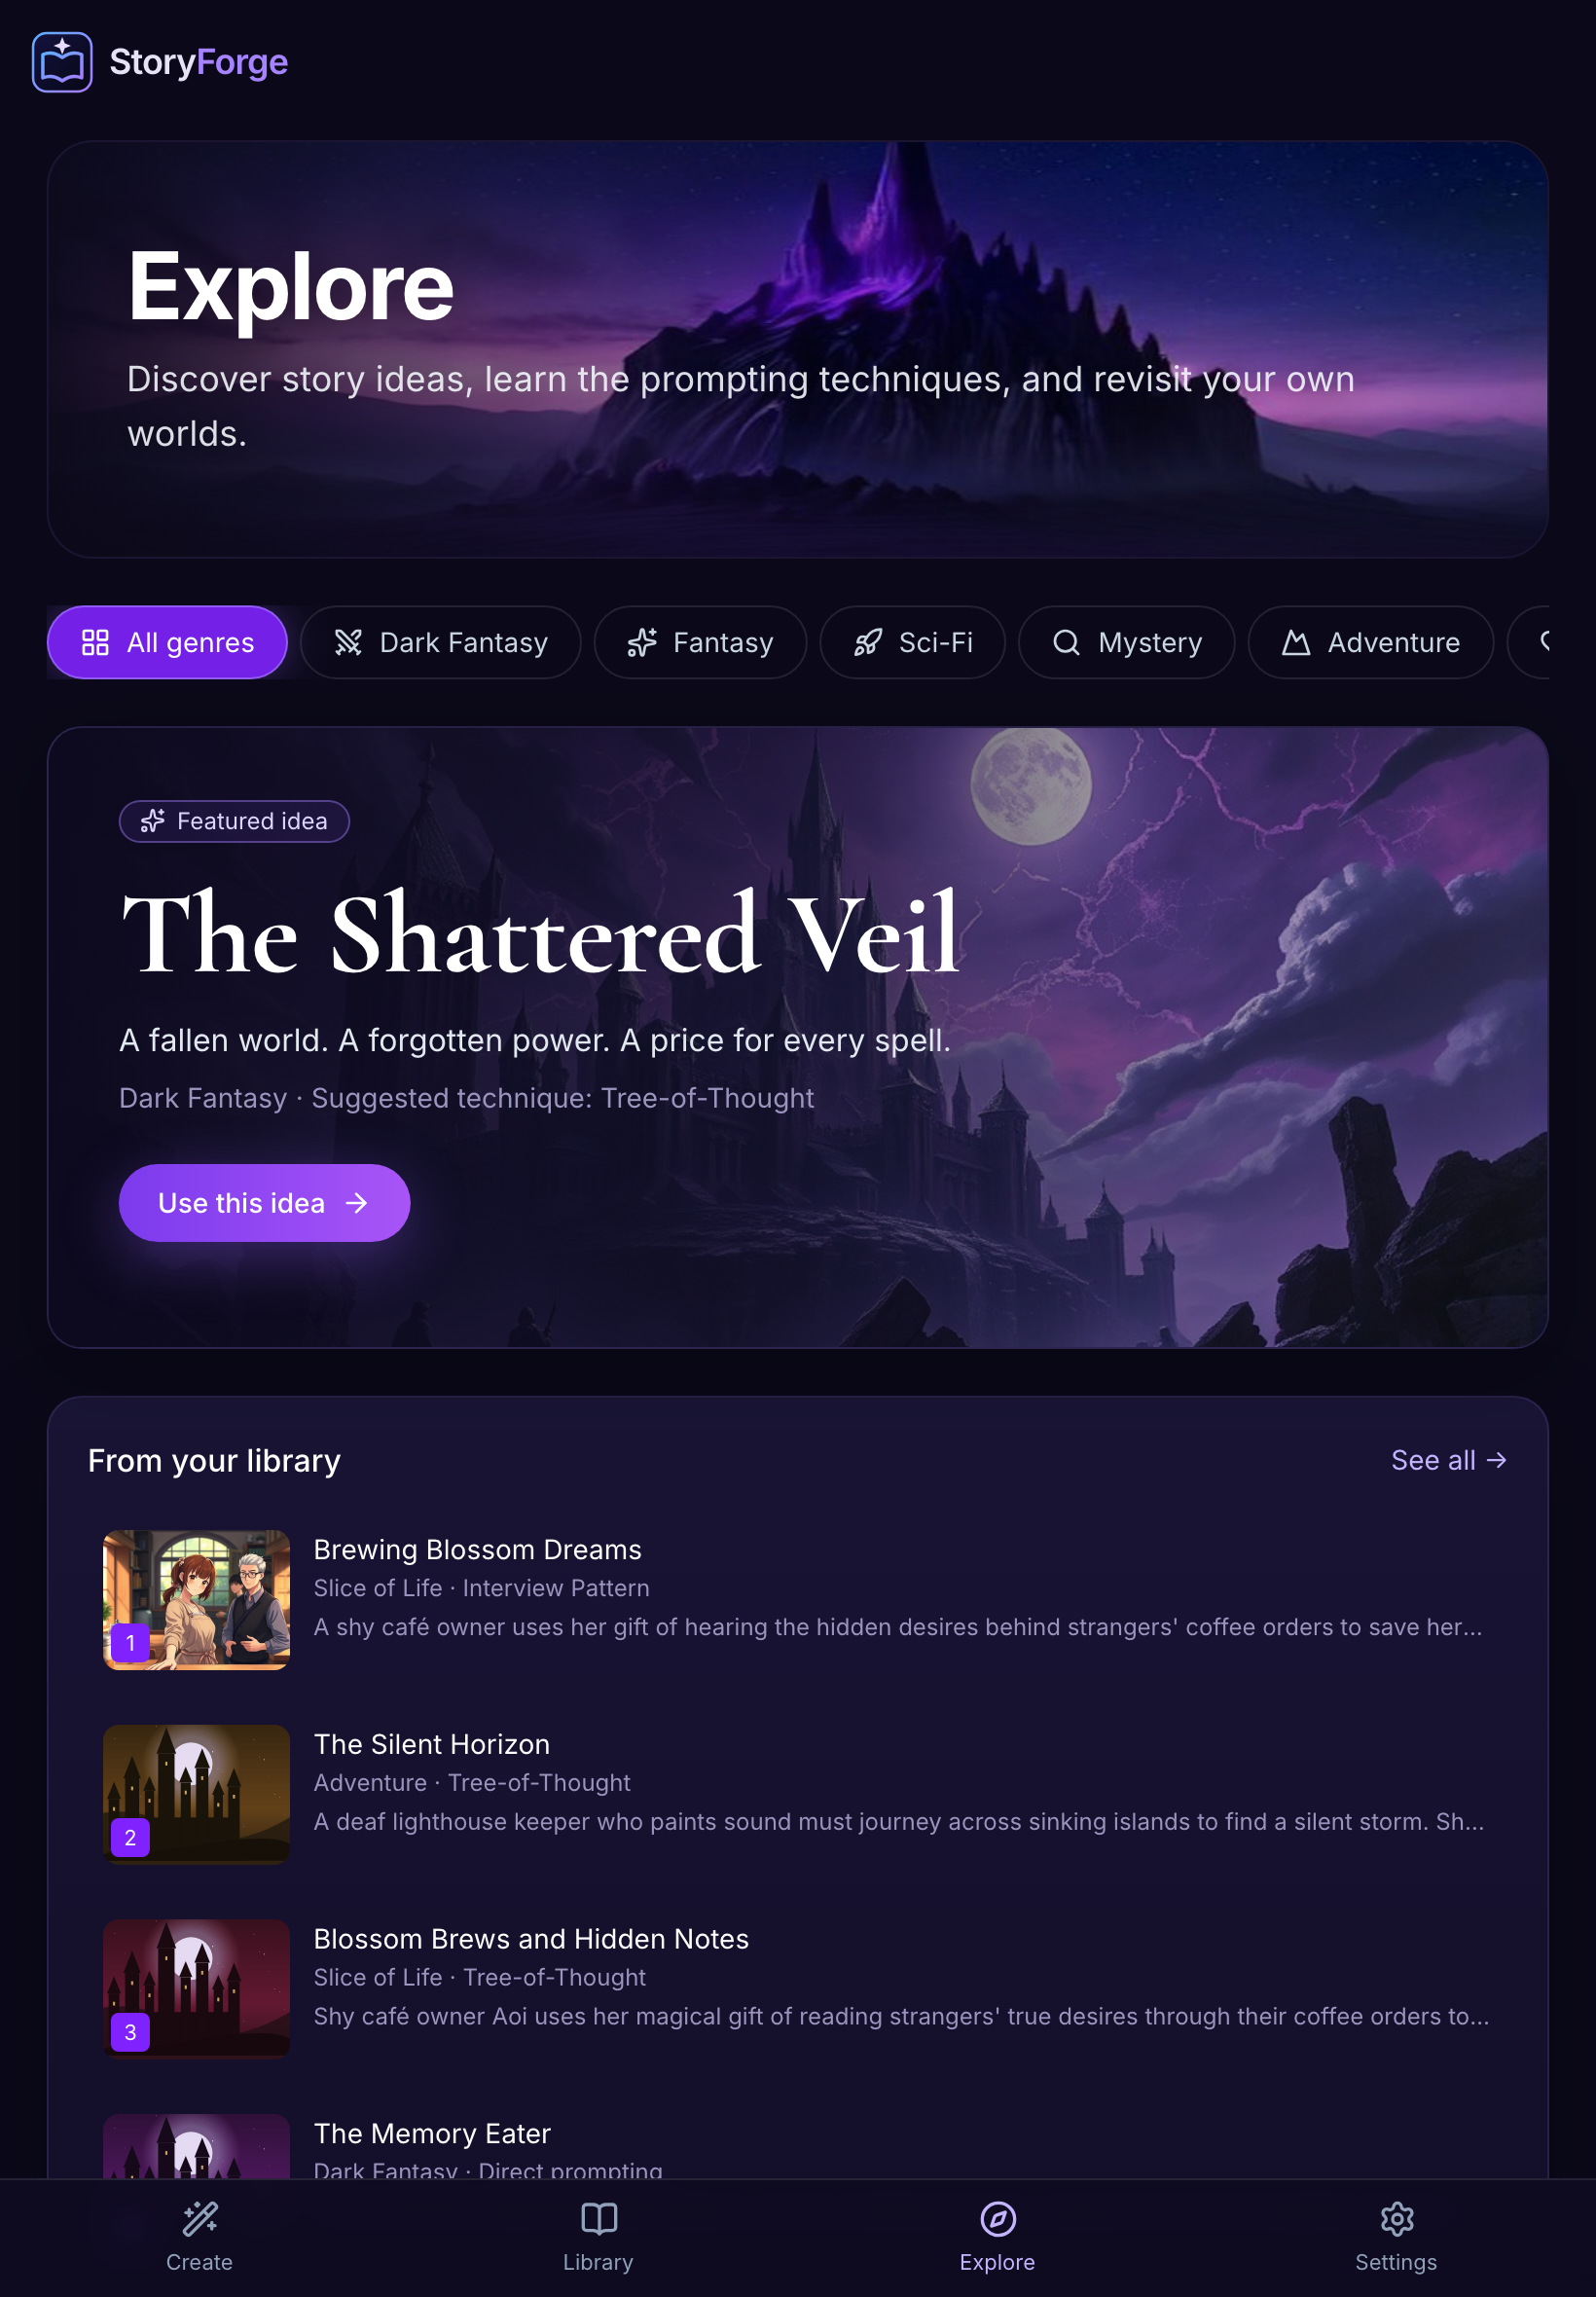 StoryForge
Explore
Discover story ideas, learn the prompting techniques, and revisit your own
worlds.
All genres
Dark Fantasy
Fantasy
Sci-Fi
Mystery
Adventure
Featured idea
The Shattered Veil
A fallen world. A forgotten power. A price for every spell.
Dark Fantasy · Suggested technique: Tree-of-Thought
Use this idea →
From your library
See all →
Brewing Blossom Dreams
Slice of Life · Interview Pattern
A shy café owner uses her gift of hearing the hidden desires behind strangers' coffee orders to save her...
1
The Silent Horizon
Adventure · Tree-of-Thought
A deaf lighthouse keeper who paints sound must journey across sinking islands to find a silent storm. Sh...
2
Blossom Brews and Hidden Notes
Slice of Life · Tree-of-Thought
Shy café owner Aoi uses her magical gift of reading strangers' true desires through their coffee orders to...
3
The Memory Eater
Dark Fantasy · Direct prompting
Create
Library
Explore
Settings